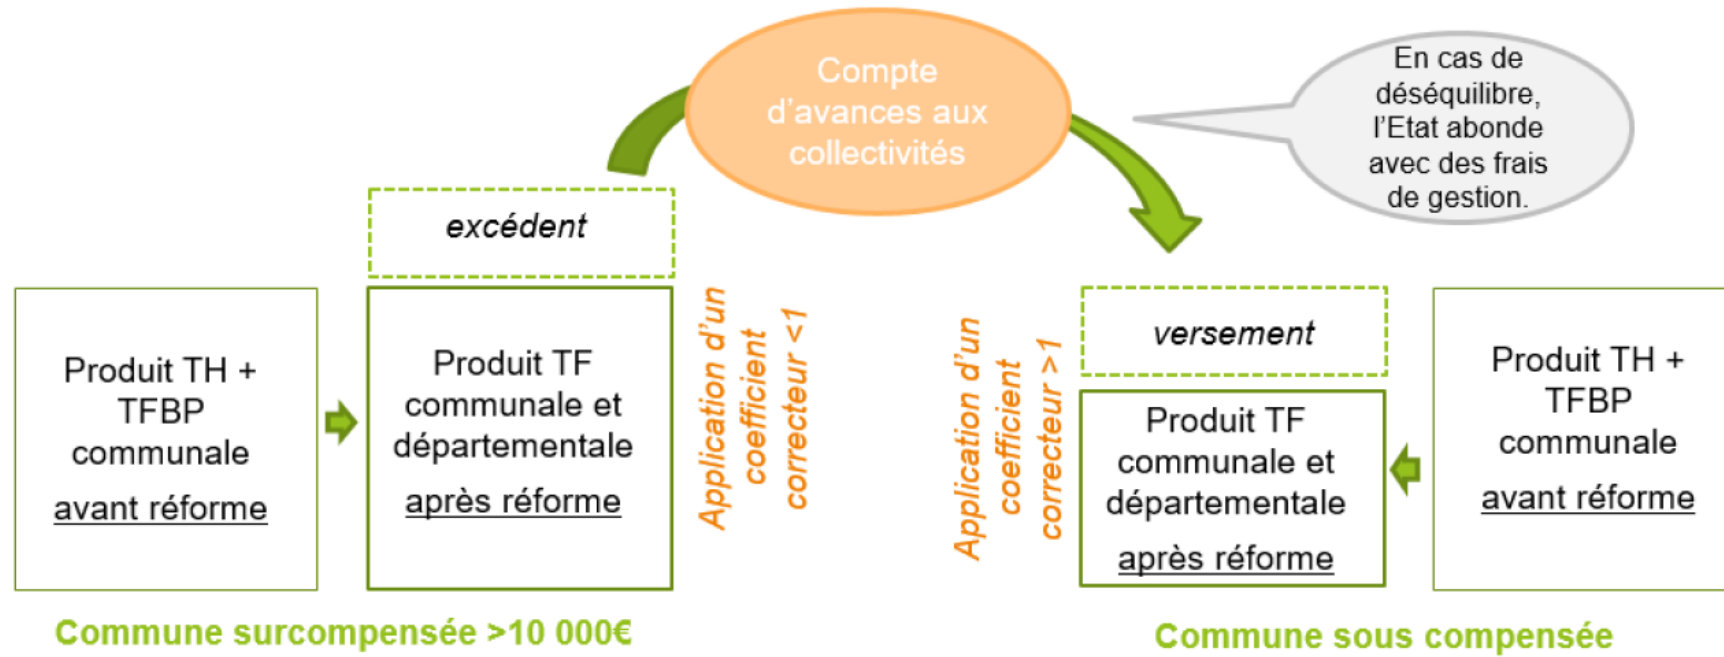 Compte
d'avances aux
collectivités
En cas de
déséquilibre,
l'Etat abonde
avec des frais
de gestion.
excédent
Produit TH +
TFBP
communale
avant réforme
Produit TF
communale et
départementale
après réforme
Application d'un
coefficient
correcteur <1
Application d'un
coefficient
correcteur >1
versement
Produit TF
communale et
départementale
après réforme
Produit TH +
TFBP
communale
avant réforme
Commune surcompensée >10 000€
Commune sous compensée